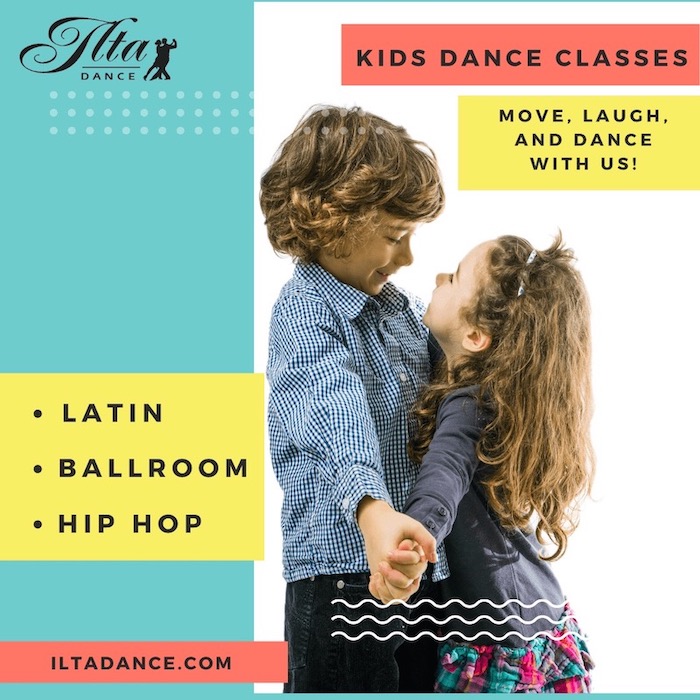 Ilta
DANCE
KIDS DANCE CLASSES
MOVE, LAUGH,
AND DANCE
WITH US!
• LATIN
• BALLROOM
• HIP HOP
ILTADANCE.COM